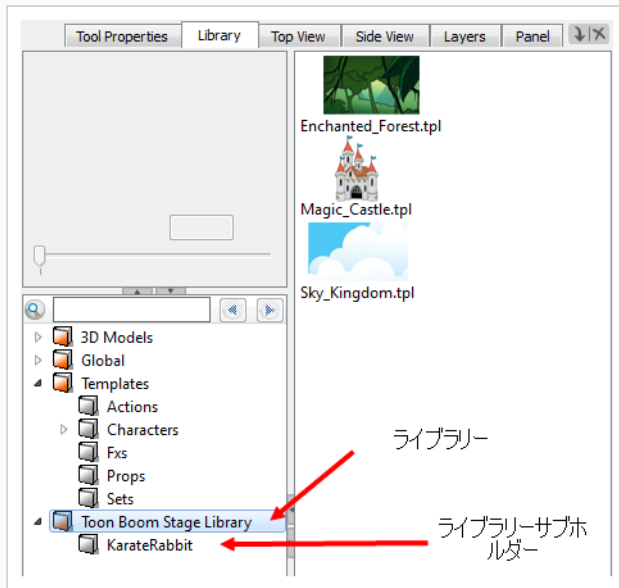 Tool Properties
Library
Top View
Side View
Layers
Panel
Enchanted_Forest.tpl
Magic_Castle.tpl
Sky_Kingdom.tpl
3D Models
Global
Templates
Actions
Characters
Fxs
Props
Sets
Toon Boom Stage Library
KarateRabbit
ライブラリー
ライブラリーサブホ
ルダー